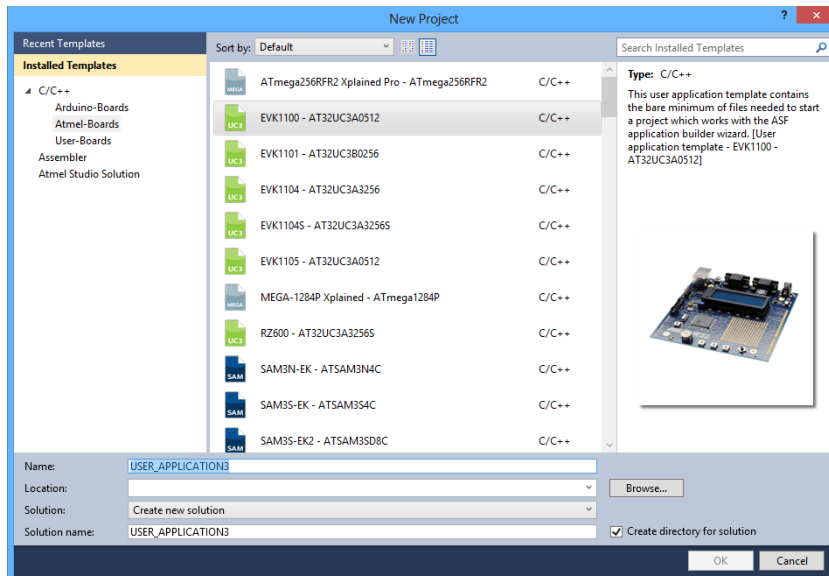 New Project
?
Recent Templates
Installed Templates
C/C++
Arduino-Boards
Atmel-Boards
User-Boards
Assembler
Atmel Studio Solution
Sort by: Default
Search Installed Templates
MEGA ATmega256RFR2 Xplained Pro - ATmega256RFR2 C/C++
UC3 EVK1100 - AT32UC3A0512 C/C++
UC3 EVK1101 - AT32UC3B0256 C/C++
UC3 EVK1104 - AT32UC3A3256 C/C++
UC3 EVK1104S - AT32UC3A3256S C/C++
UC3 EVK1105 - AT32UC3A0512 C/C++
MEGA MEGA-1284P Xplained - ATmega1284P C/C++
UC3 RZ600 - AT32UC3A3256S C/C++
SAM SAM3N-EK - ATSAM3N4C C/C++
SAM SAM3S-EK - ATSAM3S4C C/C++
SAM SAM3S-EK2 - ATSAM3SD8C C/C++
Type: C/C++
This user application template contains
the bare minimum of files needed to start
a project which works with the ASF
application builder wizard. [User
application template - EVK1100 -
AT32UC3A0512]
Name: USER_APPLICATION3
Location:
Browse...
Solution: Create new solution
Solution name: USER_APPLICATION3
Create directory for solution
OK
Cancel